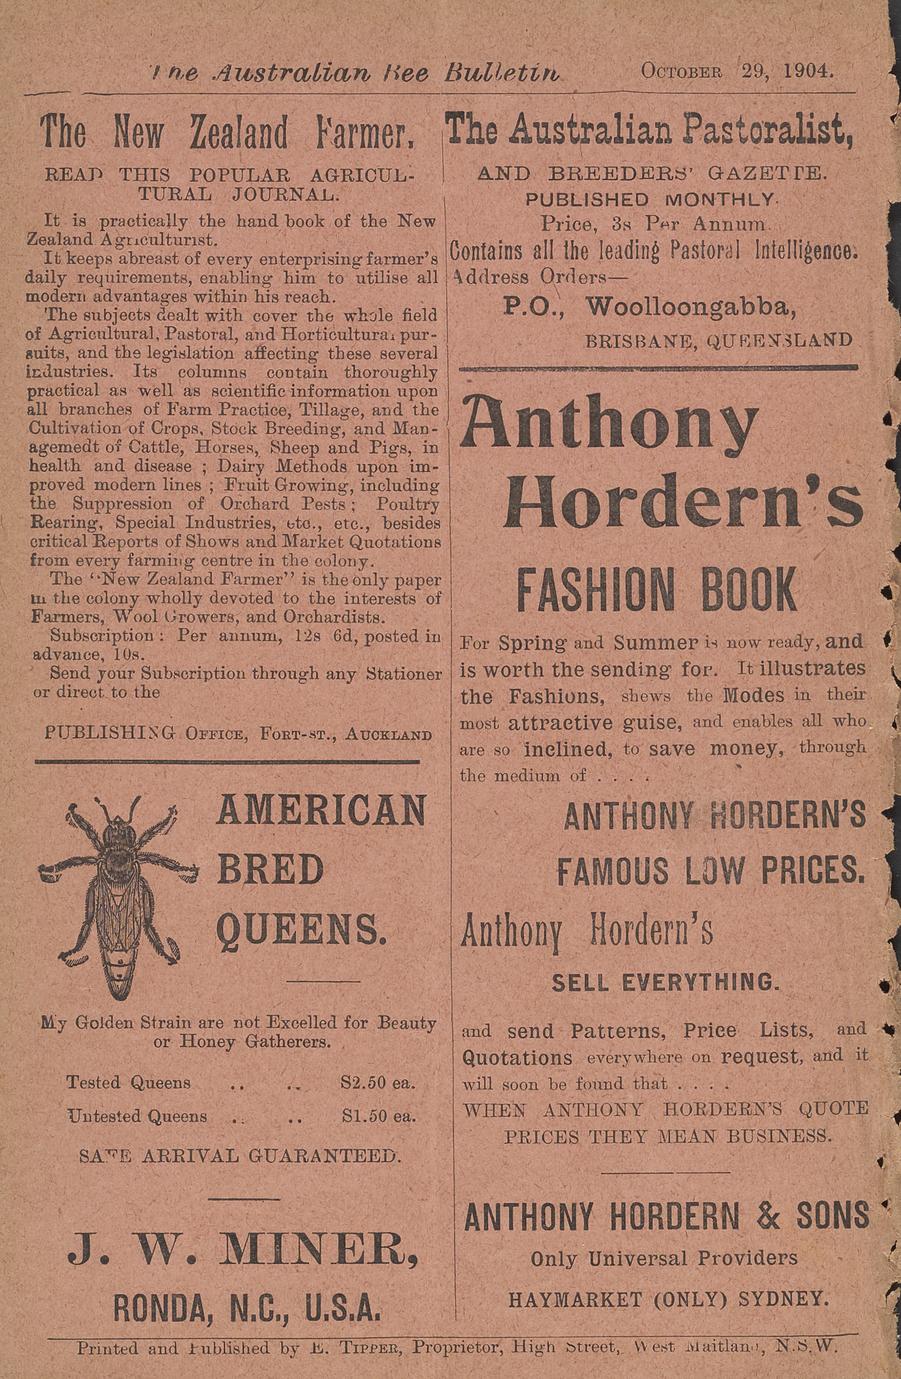 The Australian Bee Bulletin October 29, 1904.
The New Zealand Farmer.
READ THIS POPULAR AGRICUL-
TURAL JOURNAL.
It is practically the hand book of the New
Zealand Agriculturist.
It keeps abreast of every enterprising farmer's
daily requirements, enabling him to utilise all
modern advantages within his reach.
The subjects dealt with cover the whole field
of Agricultural, Pastoral, and Horticultural pur-
suits, and the legislation affecting these several
industries. Its columns contain thoroughly
practical as well as scientific information upon
all branches of Farm Practice, Tillage, and the
Cultivation of Crops, Stock Breeding, and Man-
agemedt of Cattle, Horses, Sheep and Pigs, in
health and disease ; Dairy Methods upon im-
proved modern lines ; Fruit Growing, including
the Suppression of Orchard Pests ; Poultry
Rearing, Special Industries, etc., etc., besides
critical Reports of Shows and Market Quotations
from every farming centre in the colony.
The "New Zealand Farmer" is the only paper
in the colony wholly devoted to the interests of
Farmers, Wool Growers, and Orchardists.
Subscription : Per annum, 12s 6d, posted in
advance, 10s.
Send your Subscription through any Stationer
or direct to the
PUBLISHING Office, Fort-st., Auckland
AMERICAN
BRED
QUEENS.
My Golden Strain are not Excelled for Beauty
or Honey Gatherers.
Tested Queens .. .. $2.50 ea.
Untested Queens .. .. $1.50 ea.
SAFE ARRIVAL GUARANTEED.
J. W. MINER,
RONDA, N.C., U.S.A.
The Australian Pastoralist,
AND BREEDERS' GAZETTE.
PUBLISHED MONTHLY.
Price, 3s Per Annum.
Contains all the leading Pastoral Intelligence.
Address Orders—
P.O., Woolloongabba,
BRISBANE, QUEENSLAND
Anthony
Hordern's
FASHION BOOK
For Spring and Summer is now ready, and
is worth the sending for. It illustrates
the Fashions, shews the Modes in their
most attractive guise, and enables all who
are so inclined, to save money, through
the medium of . . . .
ANTHONY HORDERN'S
FAMOUS LOW PRICES.
Anthony Hordern's
SELL EVERYTHING.
and send Patterns, Price Lists, and
Quotations everywhere on request, and it
will soon be found that . . . .
WHEN ANTHONY HORDERN'S QUOTE
PRICES THEY MEAN BUSINESS.
ANTHONY HORDERN & SONS
Only Universal Providers
HAYMARKET (ONLY) SYDNEY.
Printed and Published by E. Tipper, Proprietor, High Street, West Maitland, N.S.W.